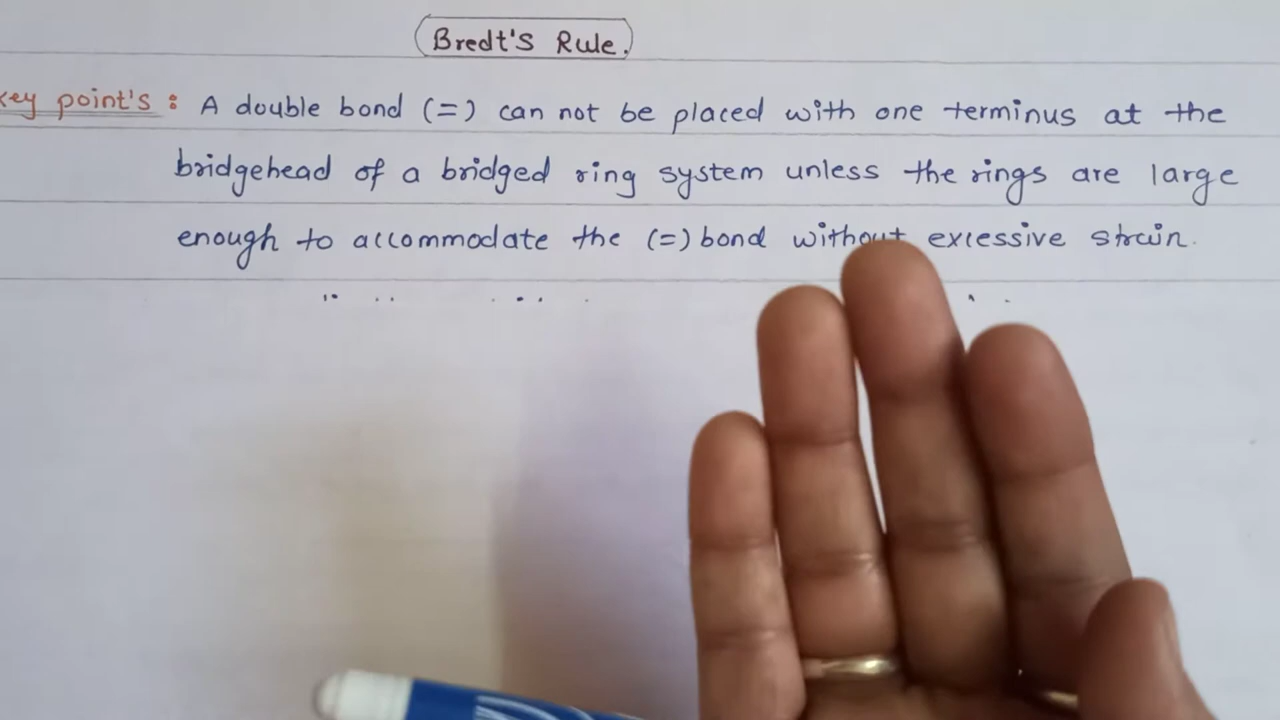 Bredt's Rule.
key point's : A double bond (=) can not be placed with one terminus at the
bridgehead of a bridged ring system unless the rings are large
enough to accommodate the (=) bond without excessive strain.